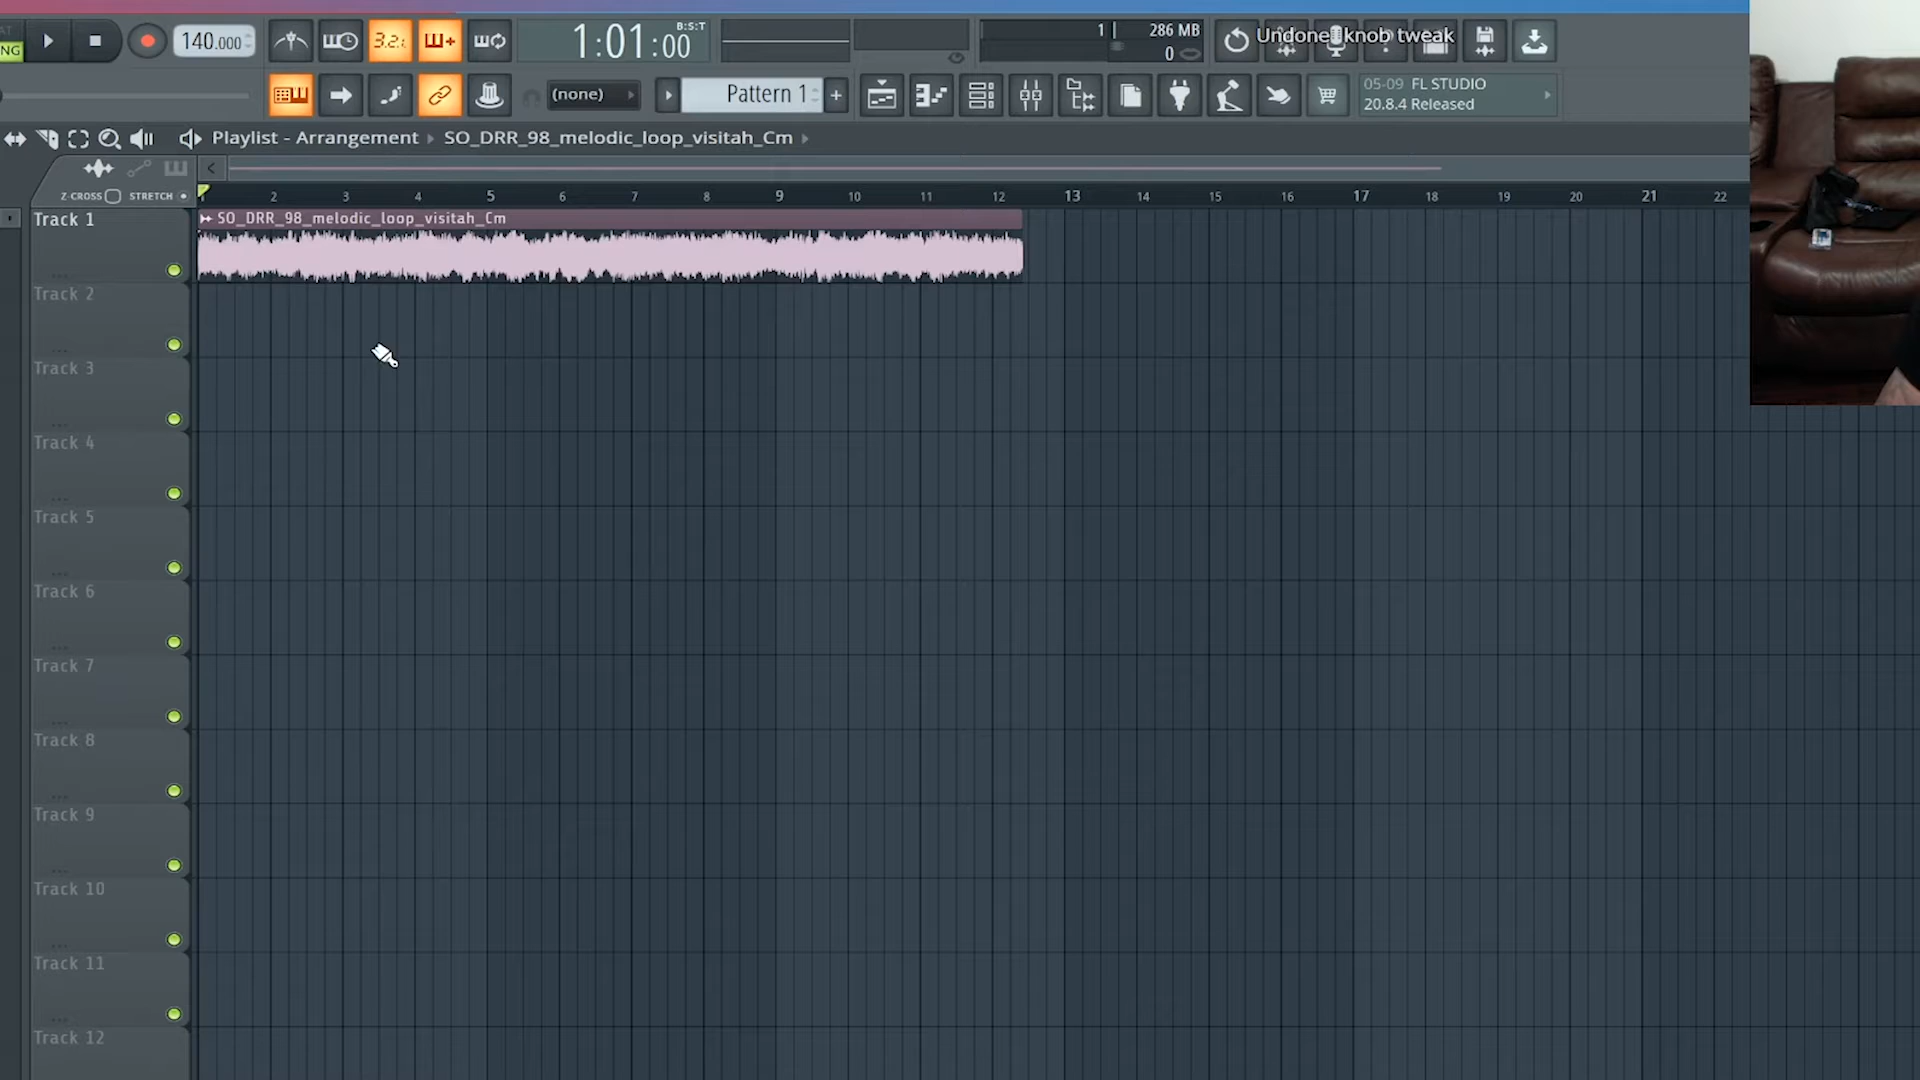 AT
NG
140.000
3.2.1
1:01:00
B:S:T
1
286 MB
0
Undone: knob tweak
(none)
Pattern 1
05-09 FL STUDIO
20.8.4 Released
Playlist - Arrangement
SO_DRR_98_melodic_loop_visitah_Cm
Z CROSS
STRETCH
2 3 4 5 6 7 8 9 10 11 12 13 14 15 16 17 18 19 20 21 22
Track 1
SO_DRR_98_melodic_loop_visitah_Cm
Track 2
Track 3
Track 4
Track 5
Track 6
Track 7
Track 8
Track 9
Track 10
Track 11
Track 12